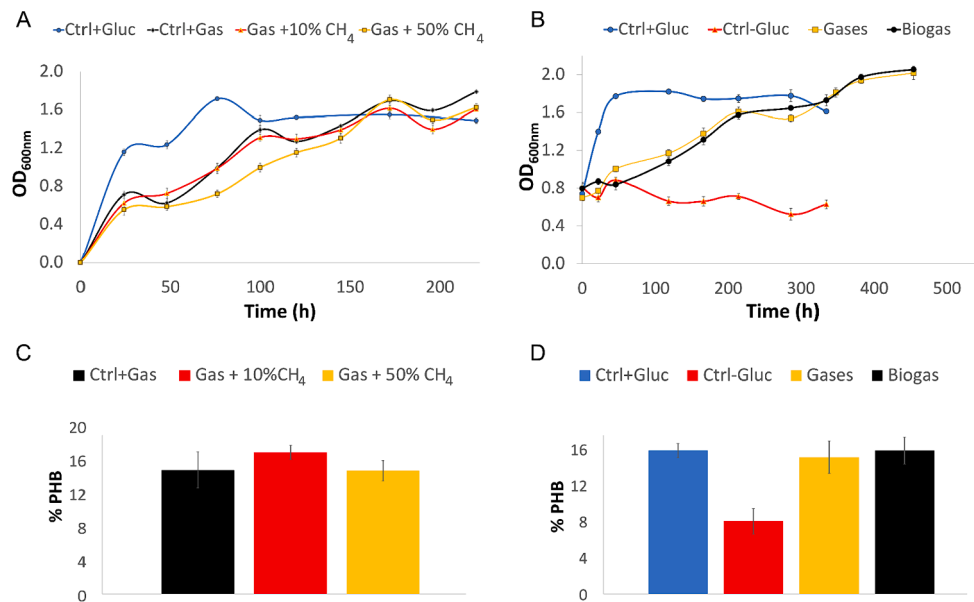 A
Ctrl+Gluc Ctrl+Gas Gas +10% CH4 Gas + 50% CH4
2.0
1.6
1.2
0.8
0.4
0.0
OD600nm
0 50 100 150 200
Time (h)
B
Ctrl+Gluc Ctrl-Gluc Gases Biogas
2.0
1.6
1.2
0.8
0.4
0.0
OD600nm
0 100 200 300 400 500
Time (h)
C
Ctrl+Gas Gas + 10%CH4 Gas + 50% CH4
20
16
12
8
4
0
% PHB
D
Ctrl+Gluc Ctrl-Gluc Gases Biogas
16
12
8
4
0
% PHB